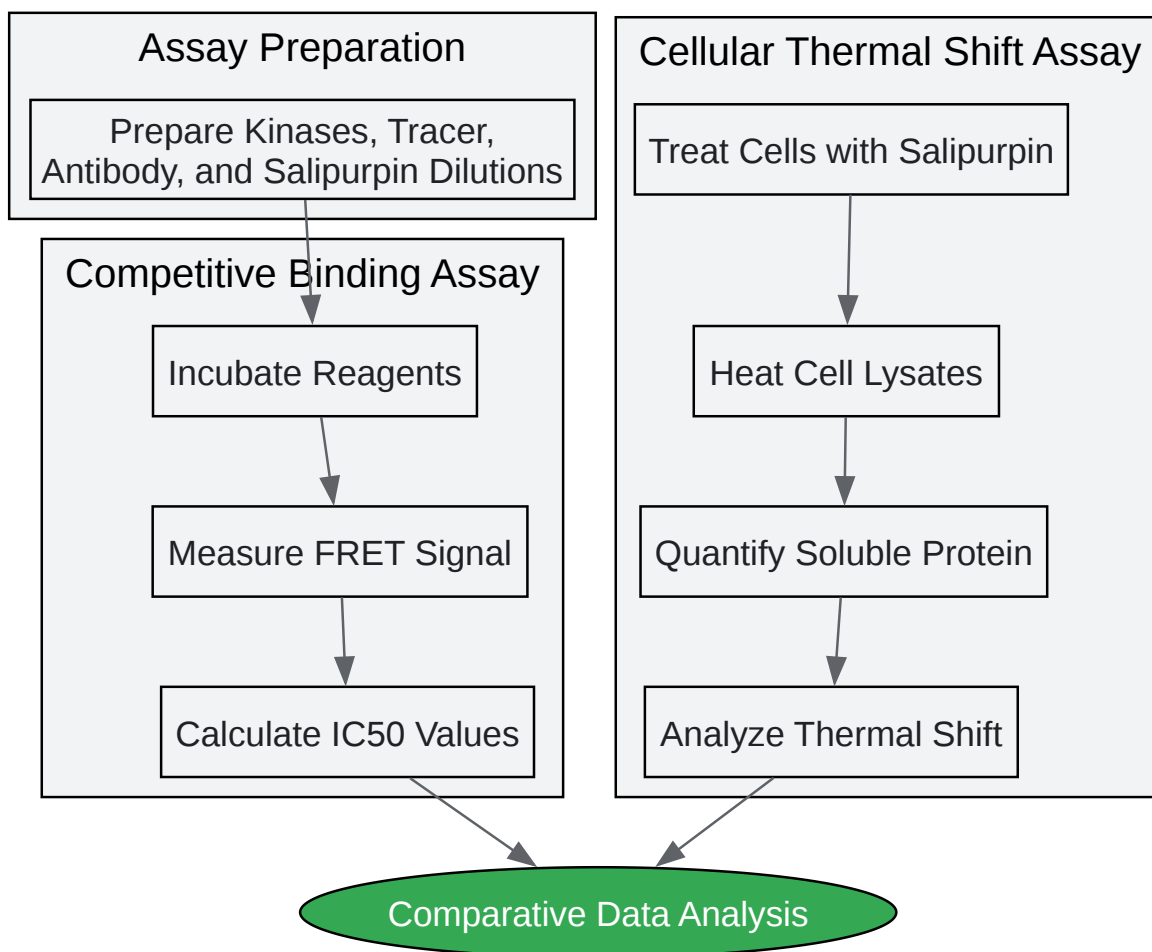 Assay Preparation
Prepare Kinases, Tracer,
Antibody, and Salipurpin Dilutions
Competitive Binding Assay
Incubate Reagents
Measure FRET Signal
Calculate IC50 Values
Cellular Thermal Shift Assay
Treat Cells with Salipurpin
Heat Cell Lysates
Quantify Soluble Protein
Analyze Thermal Shift
Comparative Data Analysis